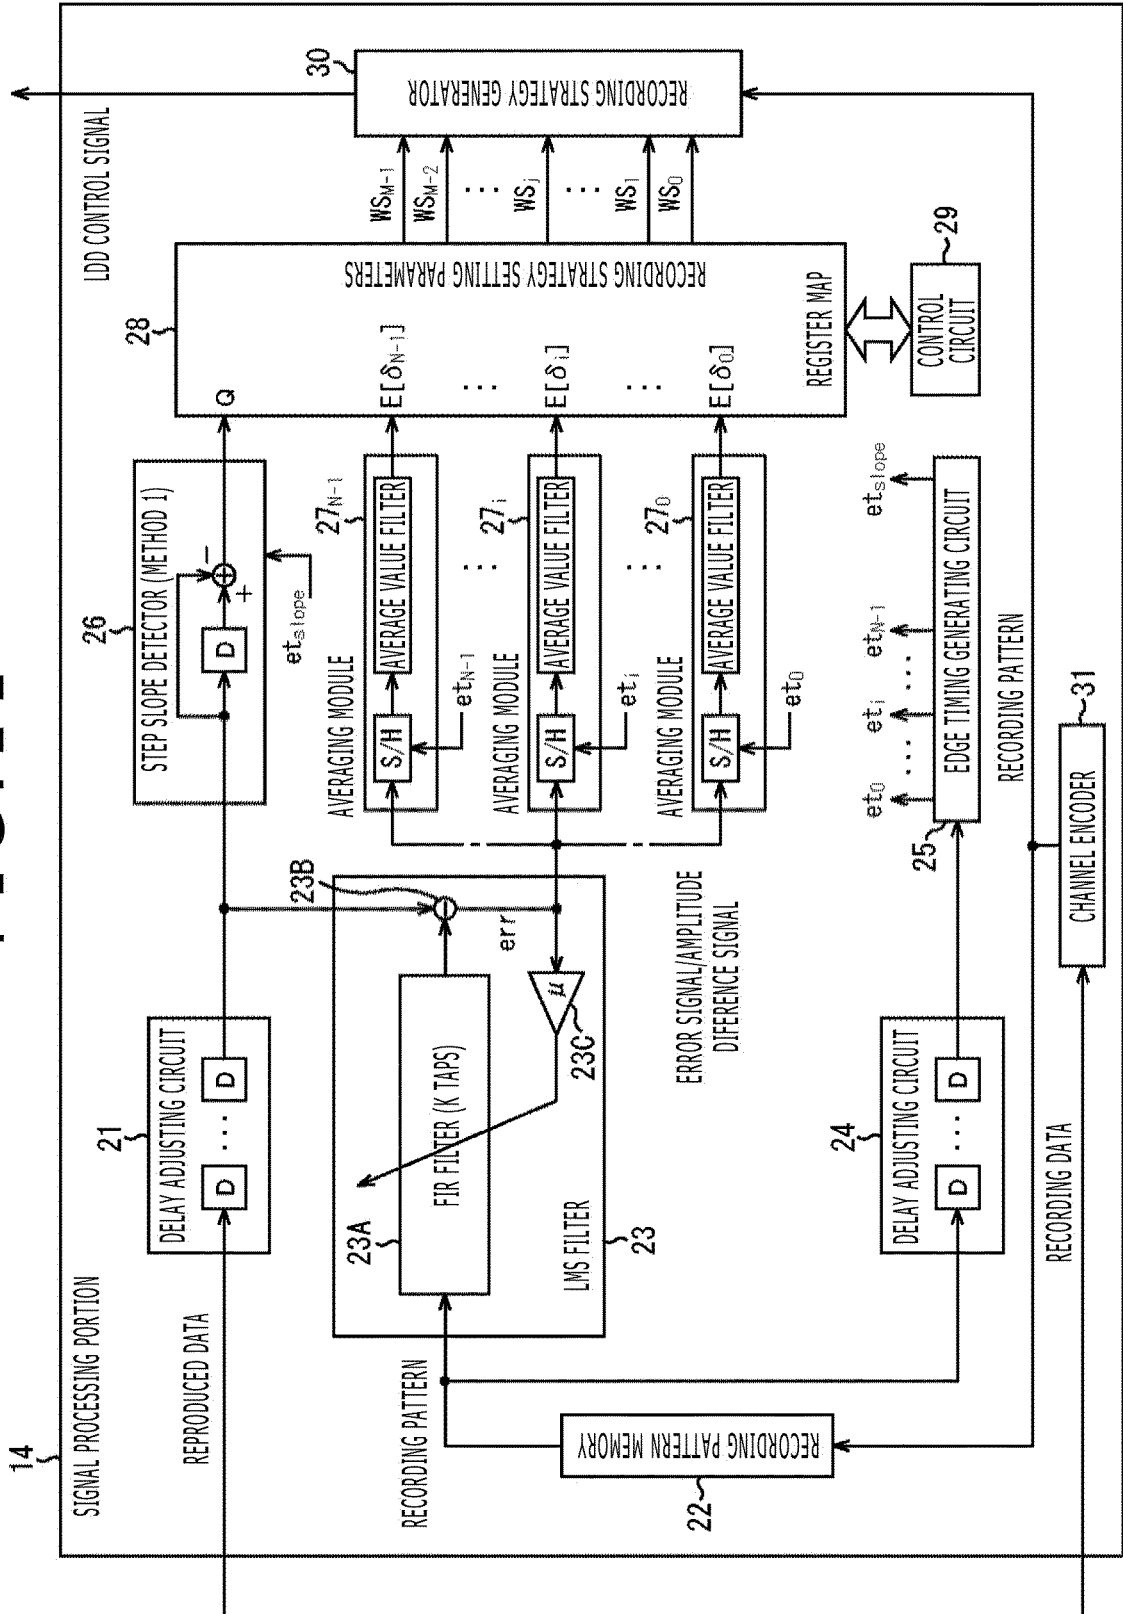 14
SIGNAL PROCESSING PORTION
REPRODUCED DATA
21
DELAY ADJUSTING CIRCUIT
D ... D
26
STEP SLOPE DETECTOR (METHOD 1)
D
+
−
et_slope
28
Q
E[δ_N-1]
...
E[δ_i]
...
E[δ_0]
RECORDING STRATEGY SETTING PARAMETERS
REGISTER MAP
LDD CONTROL SIGNAL
30
RECORDING STRATEGY GENERATOR
WS_M-1
WS_M-2
...
WS_j
...
WS_1
WS_0
29
CONTROL
CIRCUIT
RECORDING PATTERN
23A
FIR FILTER (K TAPS)
23B
err
μ
23C
LMS FILTER
23
AVERAGING MODULE
27_N-1
S/H
AVERAGE VALUE FILTER
et_N-1
AVERAGING MODULE
...
27_i
S/H
AVERAGE VALUE FILTER
et_i
AVERAGING MODULE
...
27_0
S/H
AVERAGE VALUE FILTER
et_0
ERROR SIGNAL/AMPLITUDE
DIFERENCE SIGNAL
22
RECORDING PATTERN MEMORY
24
DELAY ADJUSTING CIRCUIT
D ... D
25
et_0 ... et_i ... et_N-1
et_slope
EDGE TIMING GENERATING CIRCUIT
RECORDING PATTERN
RECORDING DATA
CHANNEL ENCODER
31